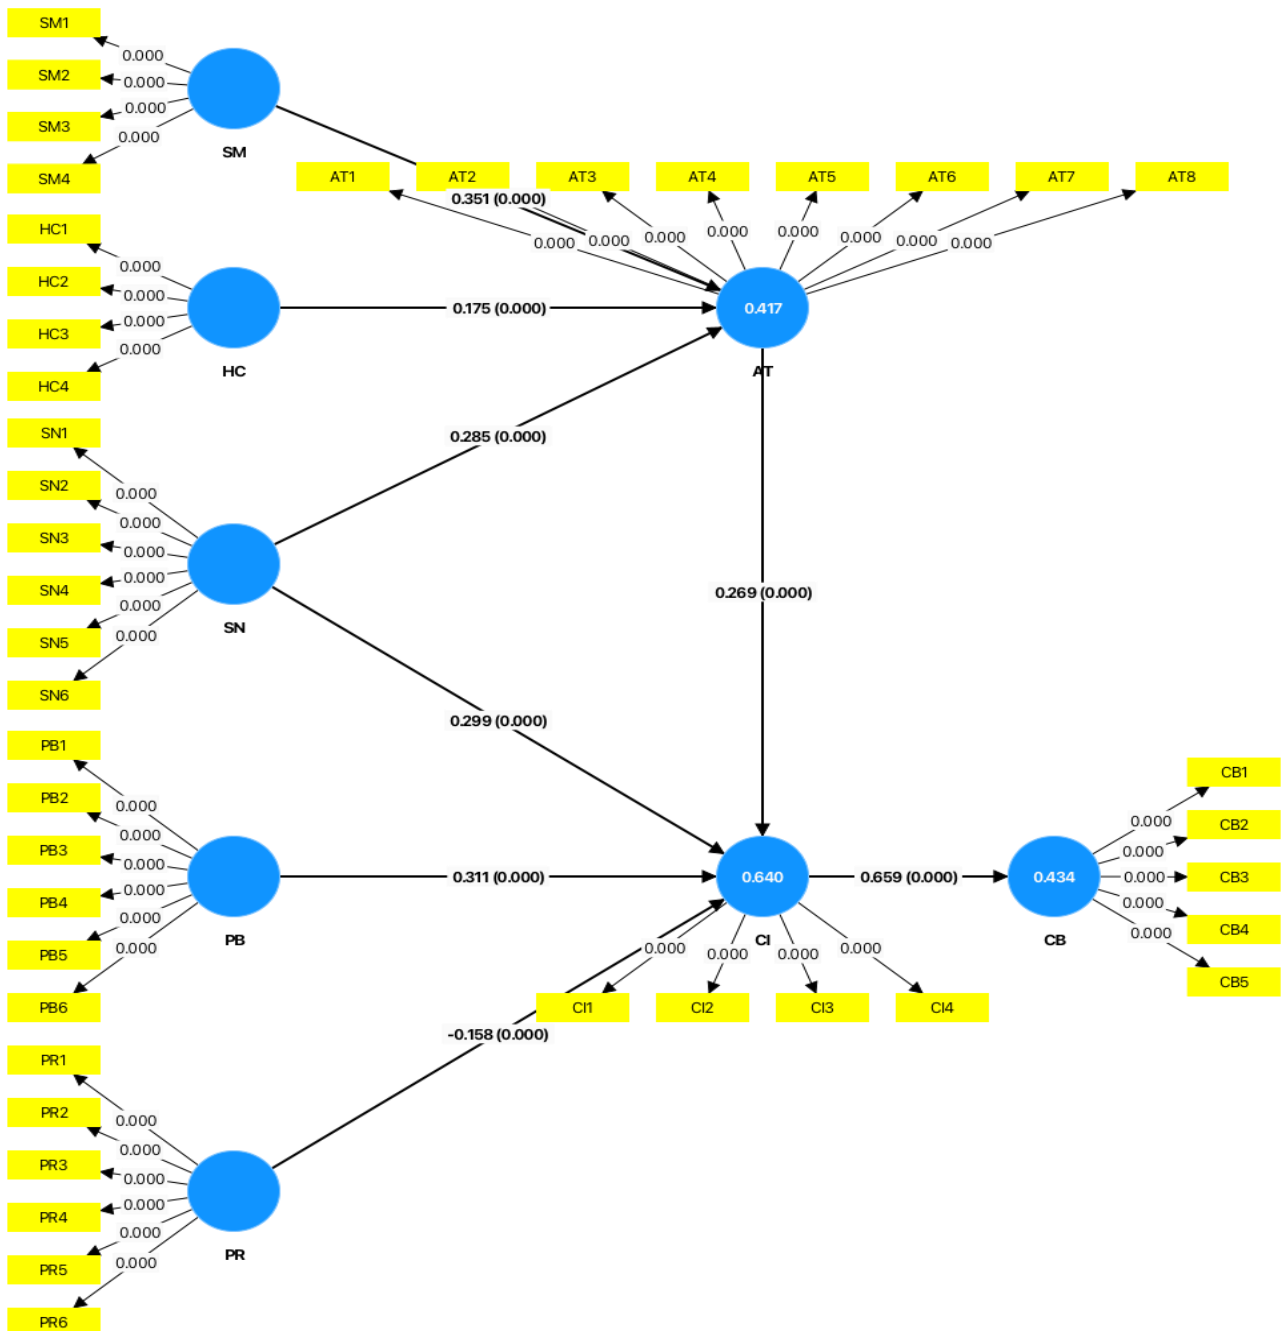 SM1
0.000
SM2
0.000
SM3
0.000
0.000
SM4
SM
AT1
AT2
AT3
AT4
AT5
AT6
AT7
AT8
0.351 (0.000)
0.000
0.000
0.000
0.000
0.000
0.000
0.000
0.000
HC1
0.000
HC2
0.000
HC3
0.000
0.000
HC4
HC
0.175 (0.000)
0.417
AT
SN1
0.285 (0.000)
SN2
0.000
0.000
SN3
0.000
SN4
0.000
0.000
SN5
0.000
SN6
SN
0.269 (0.000)
0.299 (0.000)
PB1
PB2
0.000
0.000
PB3
0.000
PB4
0.000
0.000
PB5
0.000
PB6
PB
0.311 (0.000)
0.640
CI
0.659 (0.000)
0.434
CB
CB1
0.000
CB2
0.000
CB3
0.000
CB4
0.000
0.000
CB5
0.000
0.000
0.000
0.000
CI1
CI2
CI3
CI4
-0.158 (0.000)
PR1
PR2
0.000
0.000
PR3
0.000
PR4
0.000
0.000
PR5
0.000
PR6
PR